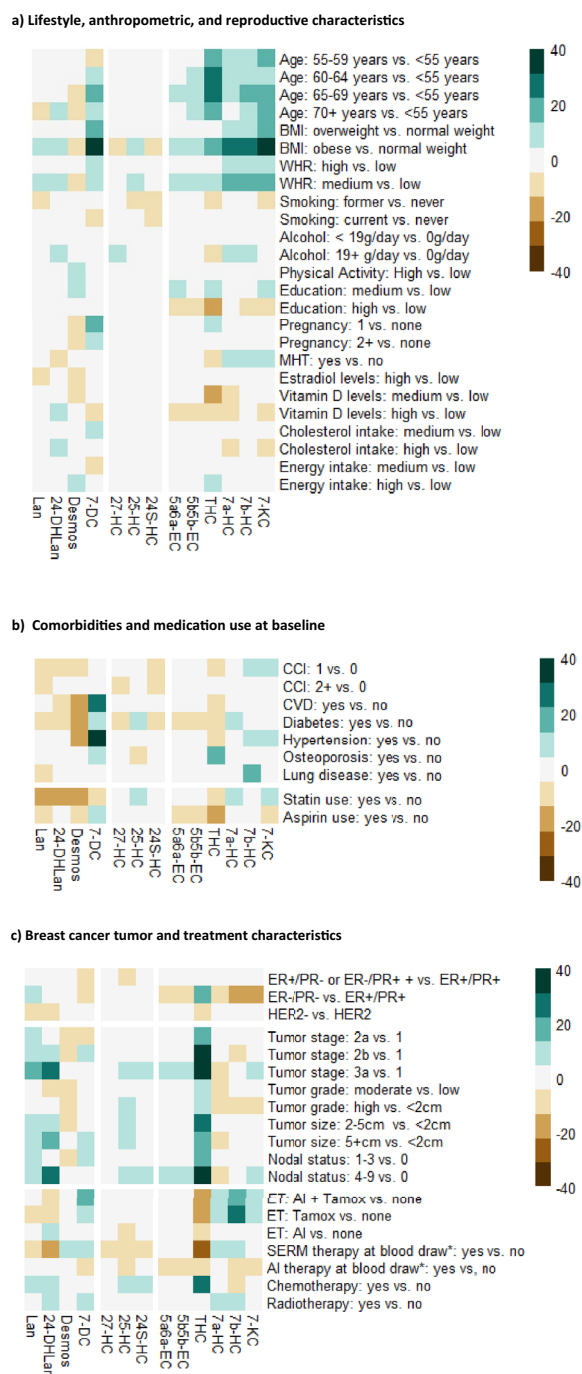 a) Lifestyle, anthropometric, and reproductive characteristics
Age: 55-59 years vs. <55 years
Age: 60-64 years vs. <55 years
Age: 65-69 years vs. <55 years
Age: 70+ years vs. <55 years
BMI: overweight vs. normal weight
BMI: obese vs. normal weight
WHR: high vs. low
WHR: medium vs. low
Smoking: former vs. never
Smoking: current vs. never
Alcohol: < 19g/day vs. 0g/day
Alcohol: 19+ g/day vs. 0g/day
Physical Activity: High vs. low
Education: medium vs. low
Education: high vs. low
Pregnancy: 1 vs. none
Pregnancy: 2+ vs. none
MHT: yes vs. no
Estradiol levels: high vs. low
Vitamin D levels: medium vs. low
Vitamin D levels: high vs. low
Cholesterol intake: medium vs. low
Cholesterol intake: high vs. low
Energy intake: medium vs. low
Energy intake: high vs. low
40
20
0
-20
-40
Lan
24-DHLan
Desmos
7-DC
27-HC
25-HC
24S-HC
5a6a-EC
5b5b-EC
THC
7a-HC
7b-HC
7-KC
b) Comorbidities and medication use at baseline
CCI: 1 vs. 0
CCI: 2+ vs. 0
CVD: yes vs. no
Diabetes: yes vs. no
Hypertension: yes vs. no
Osteoporosis: yes vs. no
Lung disease: yes vs. no
Statin use: yes vs. no
Aspirin use: yes vs. no
40
20
0
-20
-40
Lan
24-DHLan
Desmos
7-DC
27-HC
25-HC
24S-HC
5a6a-EC
5b5b-EC
THC
7a-HC
7b-HC
7-KC
c) Breast cancer tumor and treatment characteristics
ER+/PR- or ER-/PR+ + vs. ER+/PR+
ER-/PR- vs. ER+/PR+
HER2- vs. HER2
Tumor stage: 2a vs. 1
Tumor stage: 2b vs. 1
Tumor stage: 3a vs. 1
Tumor grade: moderate vs. low
Tumor grade: high vs. <2cm
Tumor size: 2-5cm vs. <2cm
Tumor size: 5+cm vs. <2cm
Nodal status: 1-3 vs. 0
Nodal status: 4-9 vs. 0
ET: AI + Tamox vs. none
ET: Tamox vs. none
ET: AI vs. none
SERM therapy at blood draw*: yes vs. no
AI therapy at blood draw*: yes vs, no
Chemotherapy: yes vs. no
Radiotherapy: yes vs. no
40
20
0
-20
-40
Lan
24-DHLan
Desmos
7-DC
27-HC
25-HC
24S-HC
5a6a-EC
5b5b-EC
THC
7a-HC
7b-HC
7-KC